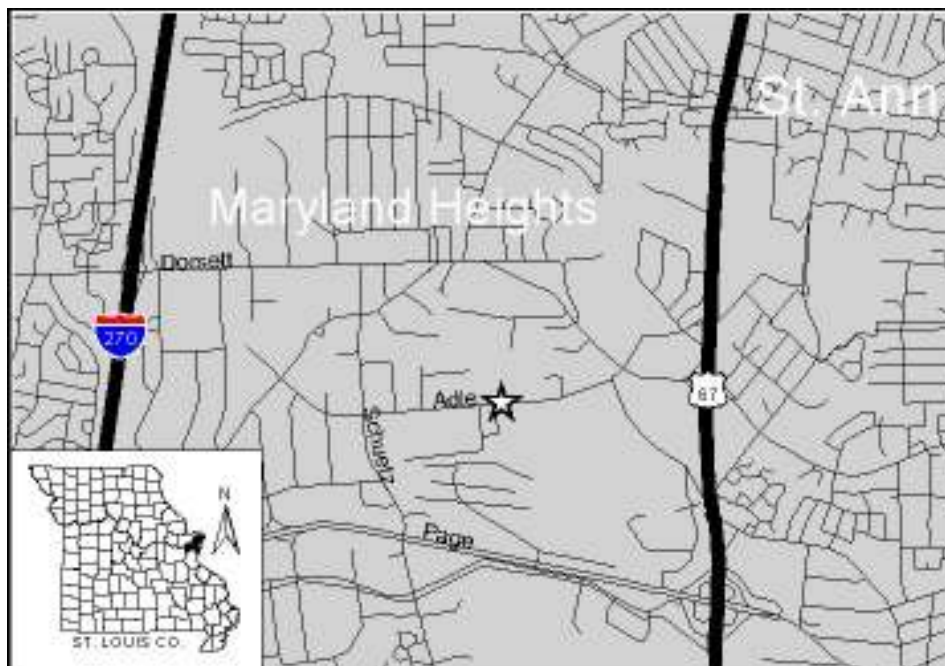 St. Ann
Maryland Heights
Dorsett
270
67
Adie
Schuetz
Page
N
ST. LOUIS CO.